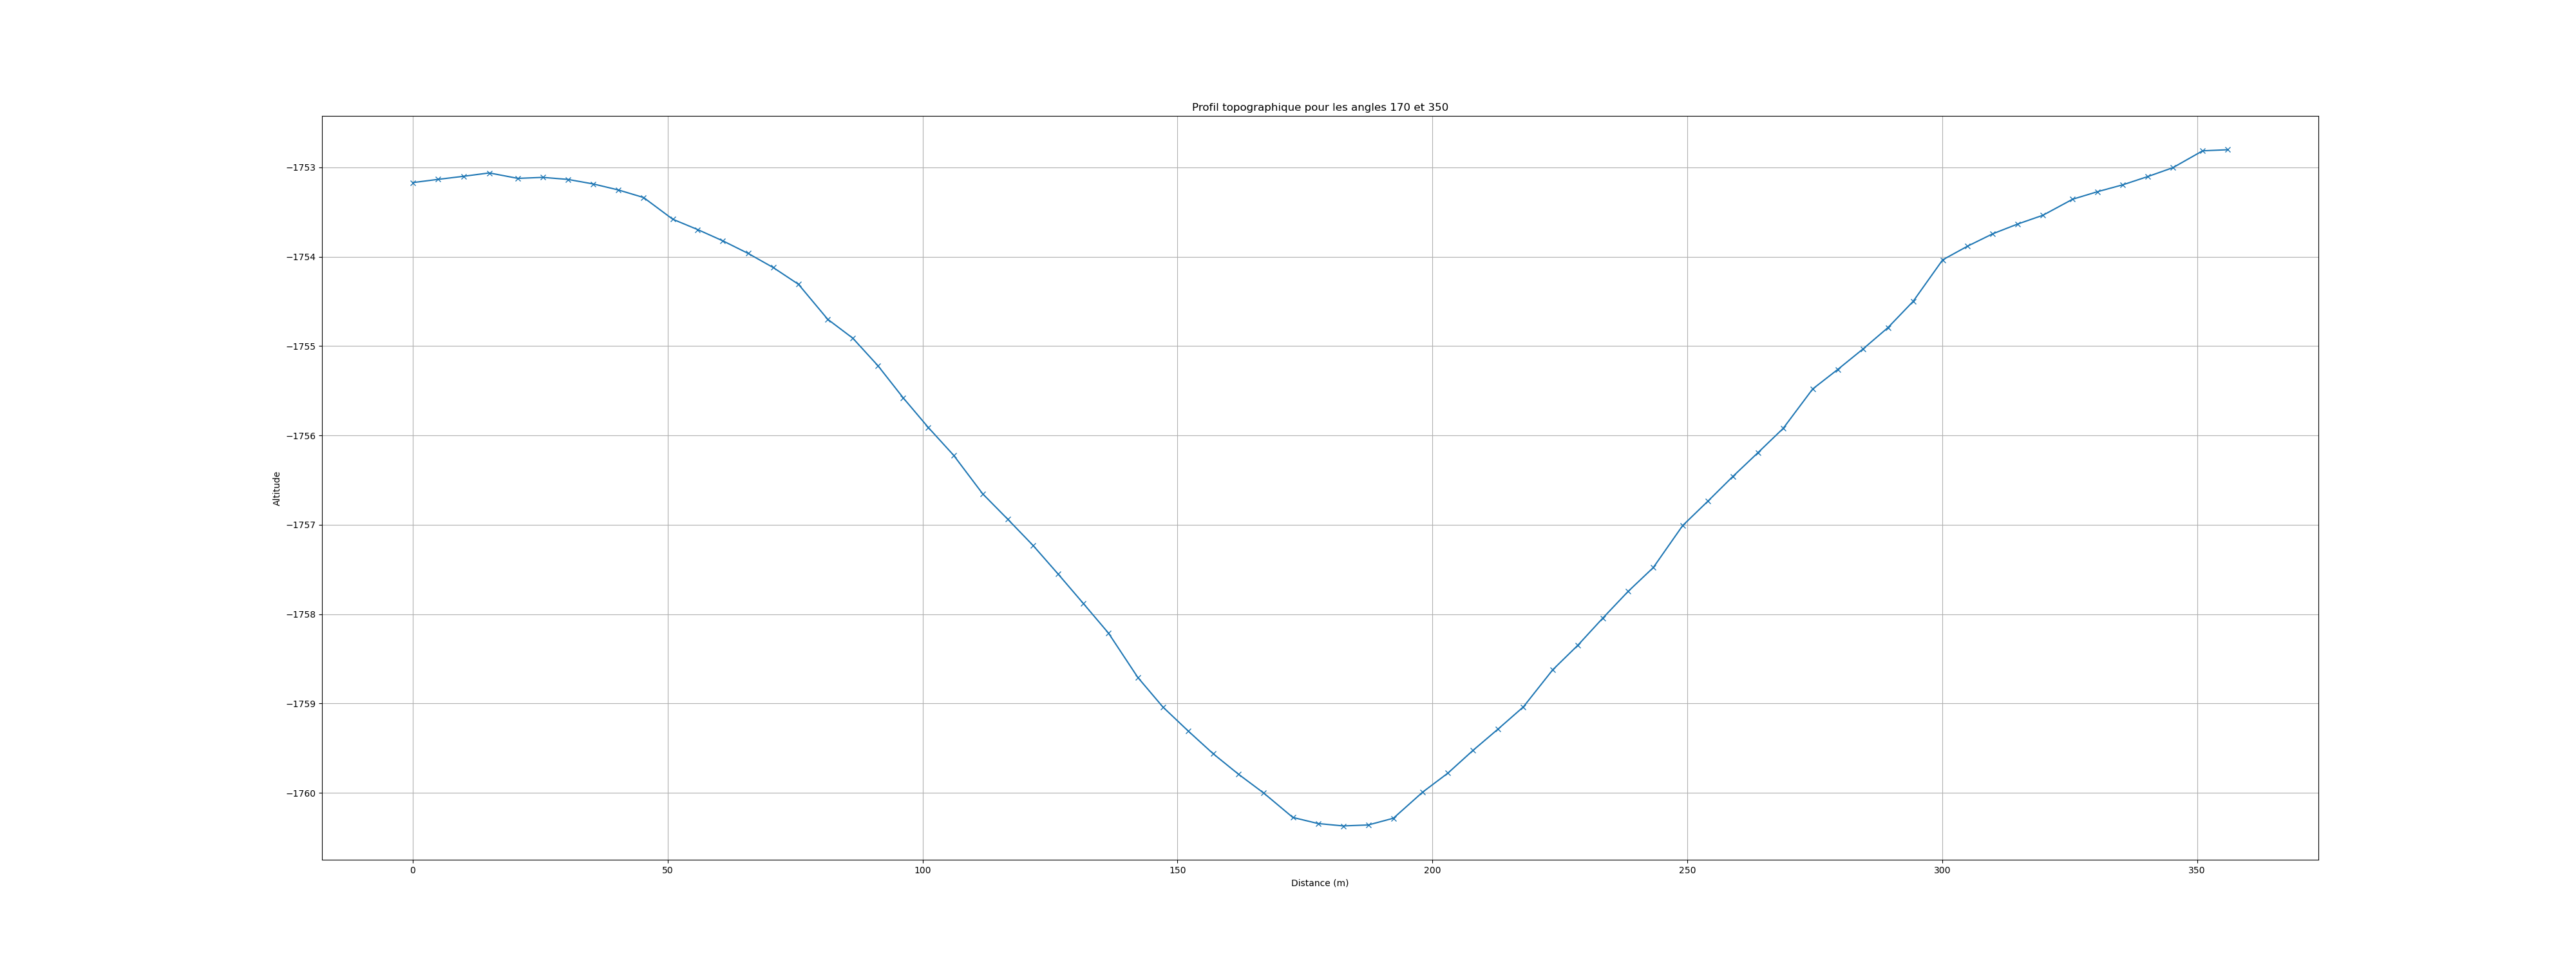 Profil topographique pour les angles 170 et 350
Altitude
−1753
−1754
−1755
−1756
−1757
−1758
−1759
−1760
0 50 100 150 200 250 300 350
Distance (m)